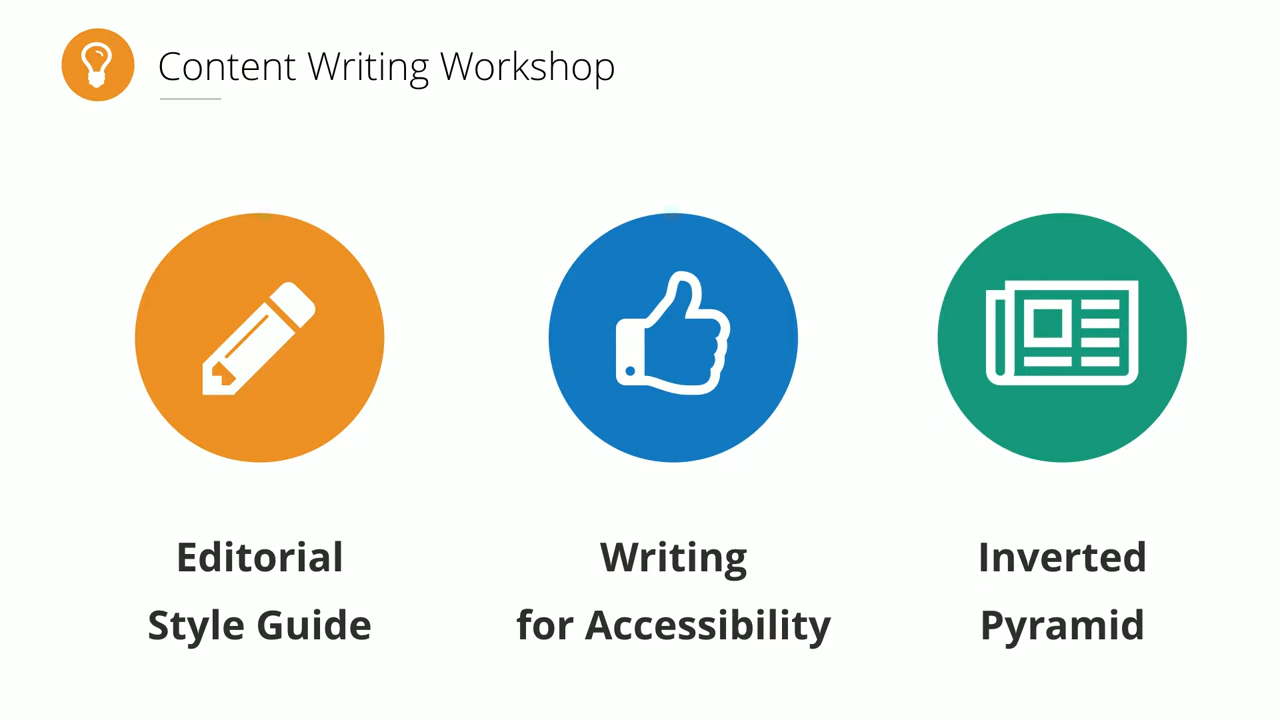 Content Writing Workshop
Editorial
Style Guide
Writing
for Accessibility
Inverted
Pyramid